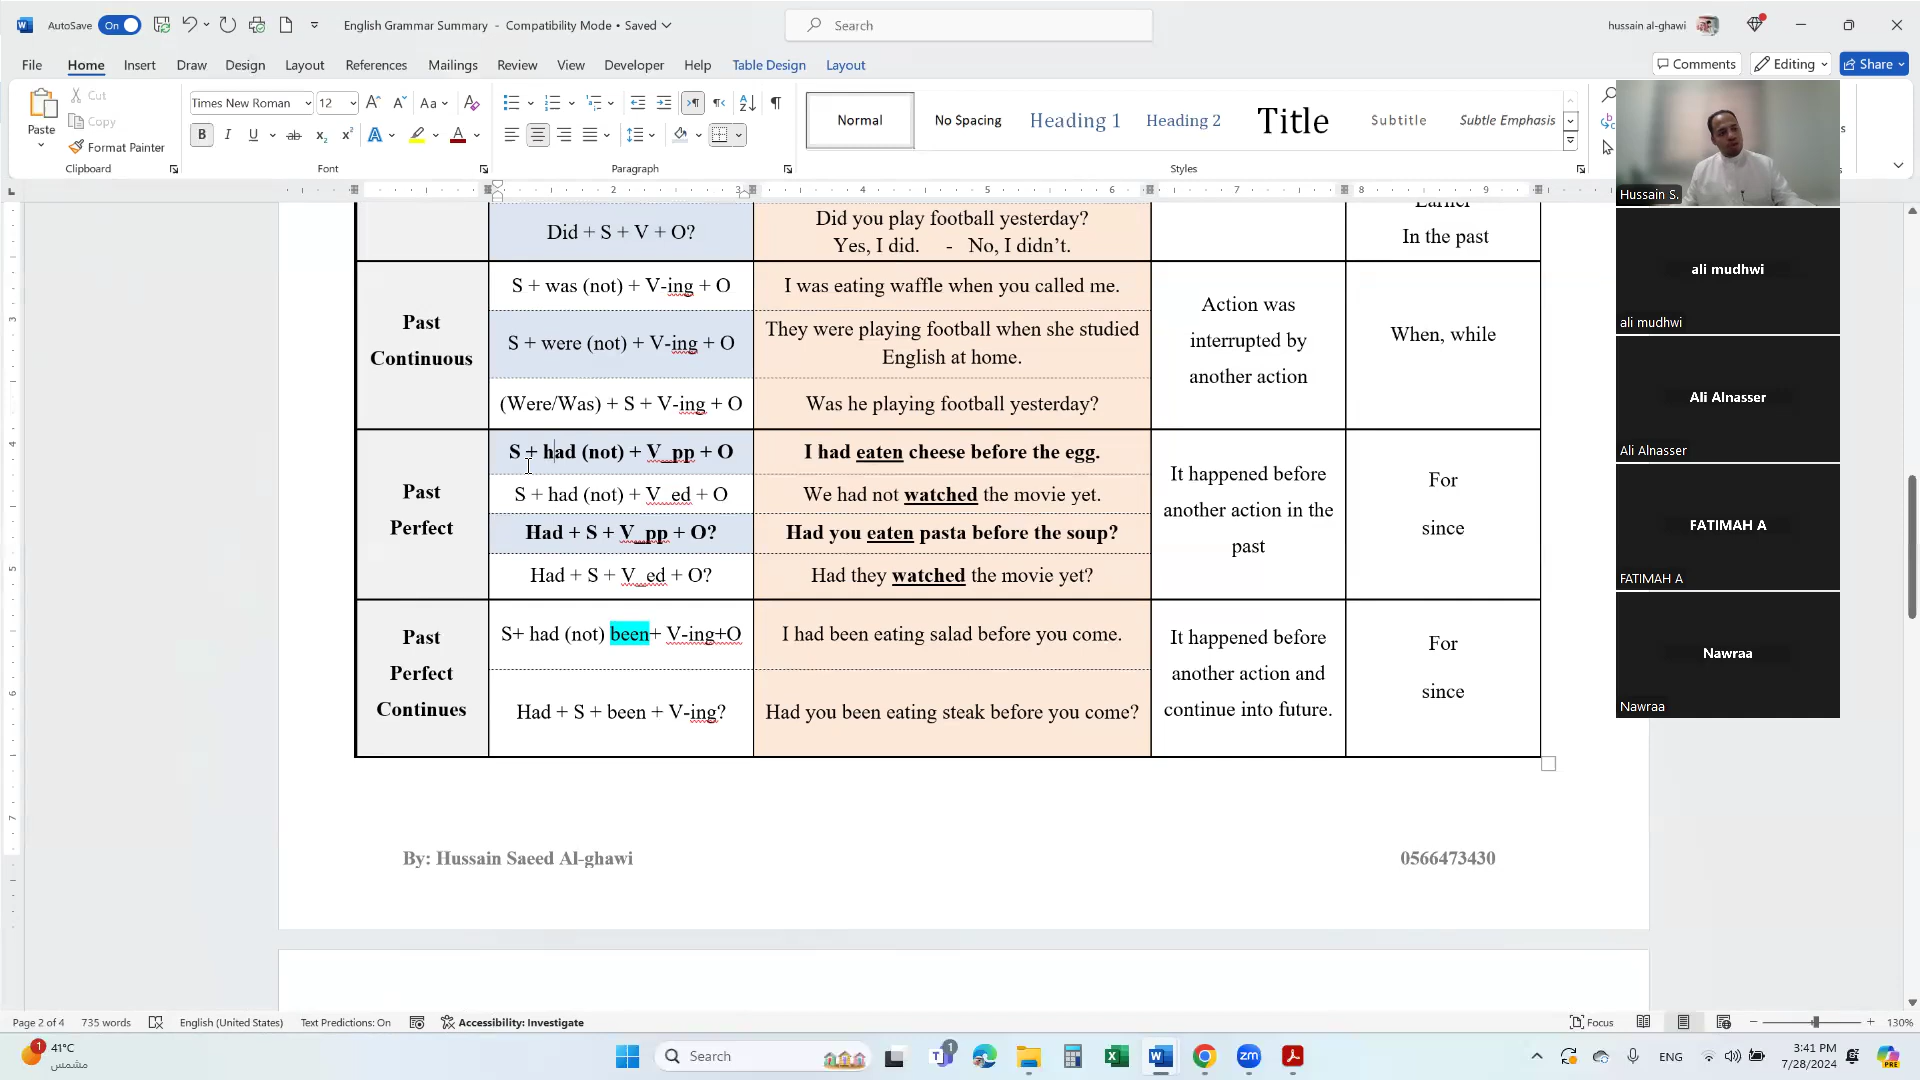 AutoSave On English Grammar Summary - Compatibility Mode • Saved Search hussain al-ghawi
File Home Insert Draw Design Layout References Mailings Review View Developer Help Table Design Layout Comments Editing Share
Paste Cut Copy Format Painter
Times New Roman 12
Normal No Spacing Heading 1 Heading 2 Title Subtitle Subtle Emphasis
Clipboard Font Paragraph Styles
Hussain S.
Did + S + V + O?
Did you play football yesterday?
Yes, I did. - No, I didn’t.
Earlier
In the past
Past
Continuous
S + was (not) + V-ing + O
I was eating waffle when you called me.
S + were (not) + V-ing + O
They were playing football when she studied
English at home.
(Were/Was) + S + V-ing + O
Was he playing football yesterday?
Action was
interrupted by
another action
When, while
Past
Perfect
S + had (not) + V_pp + O
I had eaten cheese before the egg.
S + had (not) + V_ed + O
We had not watched the movie yet.
Had + S + V_pp + O?
Had you eaten pasta before the soup?
Had + S + V_ed + O?
Had they watched the movie yet?
It happened before
another action in the
past
For
since
Past
Perfect
Continues
S+ had (not) been+ V-ing+O
I had been eating salad before you come.
Had + S + been + V-ing?
Had you been eating steak before you come?
It happened before
another action and
continue into future.
For
since
By: Hussain Saeed Al-ghawi 0566473430
ali mudhwi
ali mudhwi
Ali Alnasser
Ali Alnasser
FATIMAH A
FATIMAH A
Nawraa
Nawraa
Page 2 of 4 735 words English (United States) Text Predictions: On Accessibility: Investigate Focus 130%
41°C
مشمس
Search
ENG
3:41 PM
7/28/2024